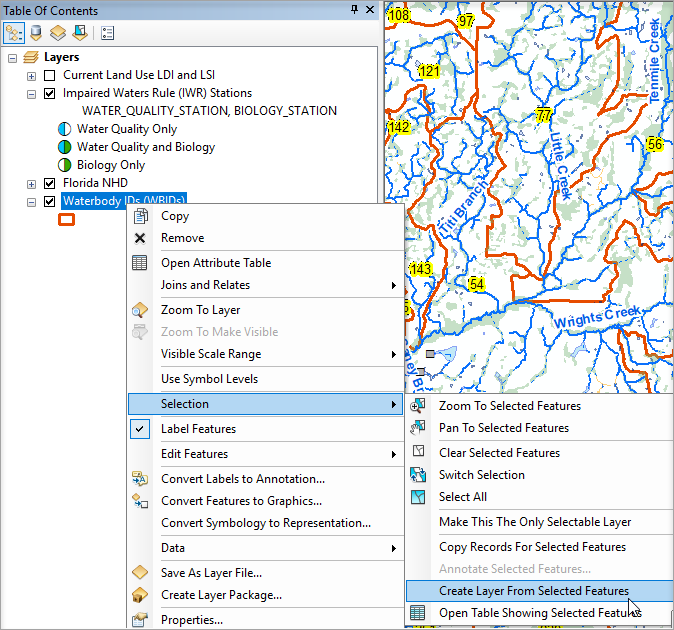 Table Of Contents
Layers
Current Land Use LDI and LSI
Impaired Waters Rule (IWR) Stations
WATER_QUALITY_STATION, BIOLOGY_STATION
Water Quality Only
Water Quality and Biology
Biology Only
Florida NHD
Waterbody IDs (WBIDs)
Copy
Remove
Open Attribute Table
Joins and Relates
Zoom To Layer
Zoom To Make Visible
Visible Scale Range
Use Symbol Levels
Selection
Label Features
Edit Features
Convert Labels to Annotation...
Convert Features to Graphics...
Convert Symbology to Representation...
Data
Save As Layer File...
Create Layer Package...
Properties...
Zoom To Selected Features
Pan To Selected Features
Clear Selected Features
Switch Selection
Select All
Make This The Only Selectable Layer
Copy Records For Selected Features
Annotate Selected Features...
Create Layer From Selected Features
Open Table Showing Selected Features
108
97
121
77
142
56
143
54
Tenmile Creek
Little Creek
Titi Branch
Wrights Creek